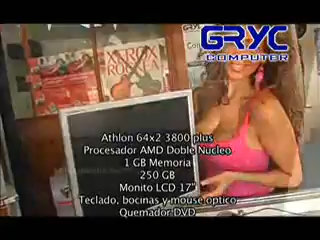 GRYC
COMPUTER
XEROX
Athlon 64x2 3800 plus
Procesador AMD Doble Nucleo
1 GB Memoria
250 GB
Monito LCD 17"
Teclado, bocinas y mouse optico
Quemador DVD